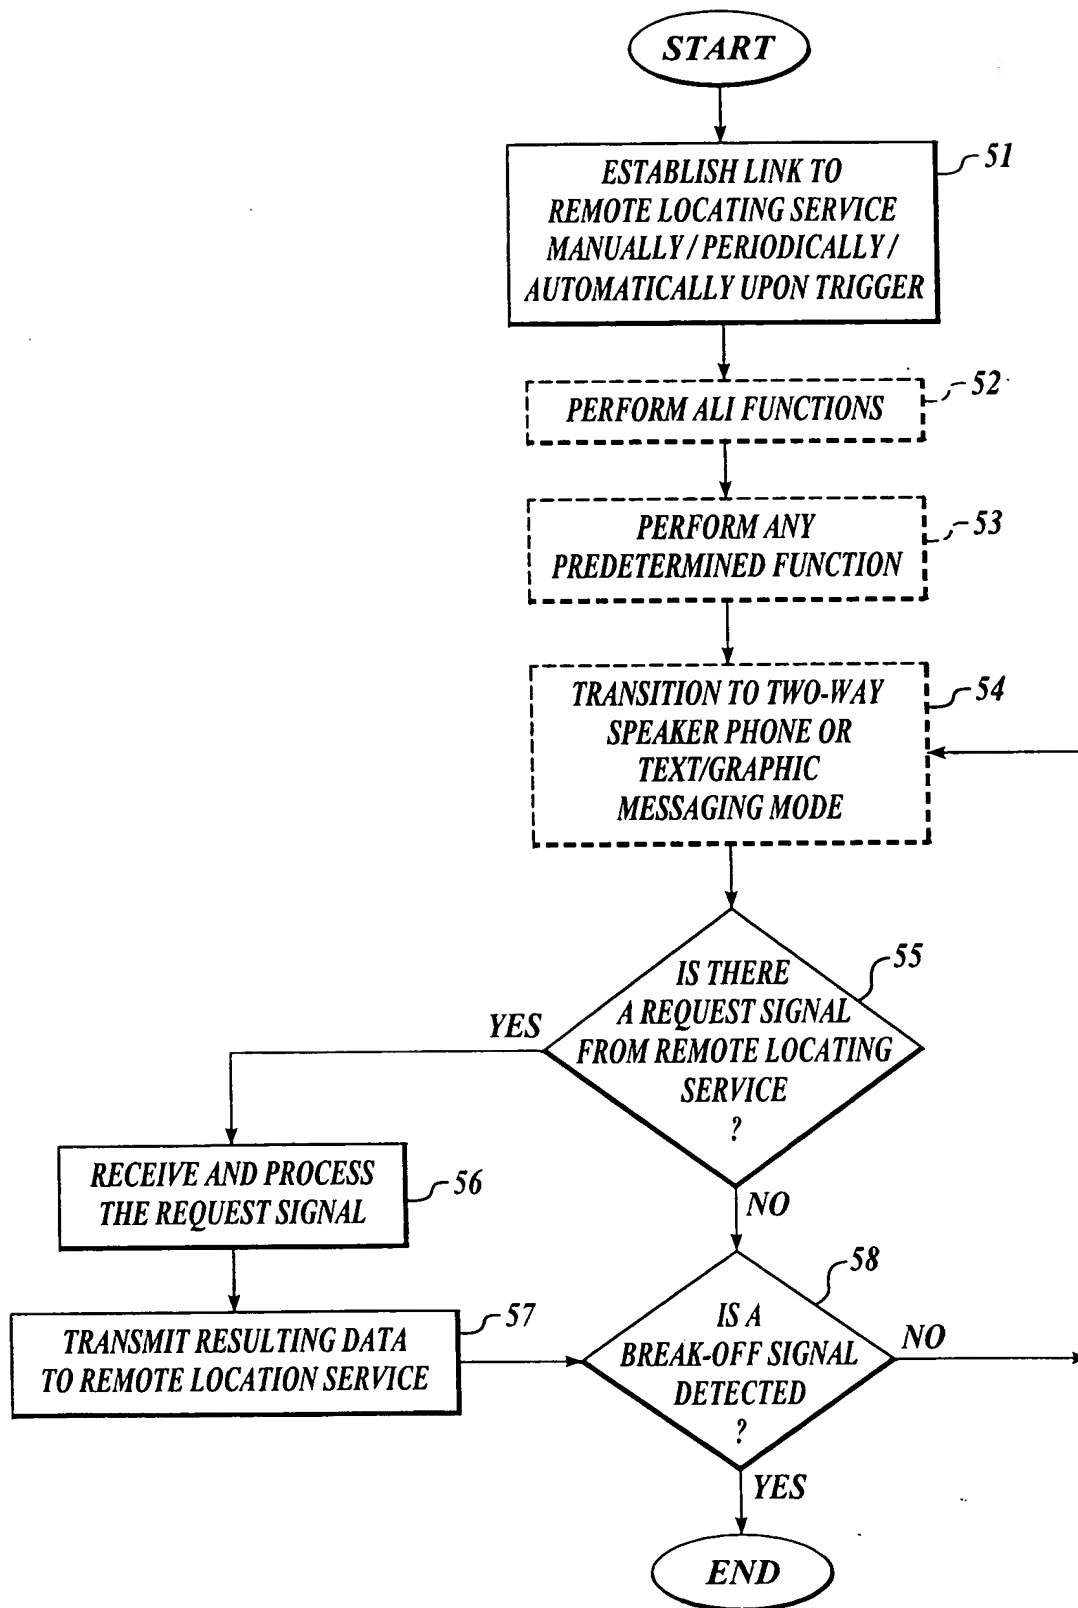 START
ESTABLISH LINK TO
REMOTE LOCATING SERVICE
MANUALLY / PERIODICALLY /
AUTOMATICALLY UPON TRIGGER
51
PERFORM ALI FUNCTIONS
52
PERFORM ANY
PREDETERMINED FUNCTION
53
TRANSITION TO TWO-WAY
SPEAKER PHONE OR
TEXT/GRAPHIC
MESSAGING MODE
54
IS THERE
A REQUEST SIGNAL
FROM REMOTE LOCATING
SERVICE
?
55
YES
NO
RECEIVE AND PROCESS
THE REQUEST SIGNAL
56
TRANSMIT RESULTING DATA
TO REMOTE LOCATION SERVICE
57
IS A
BREAK-OFF SIGNAL
DETECTED
?
58
NO
YES
END